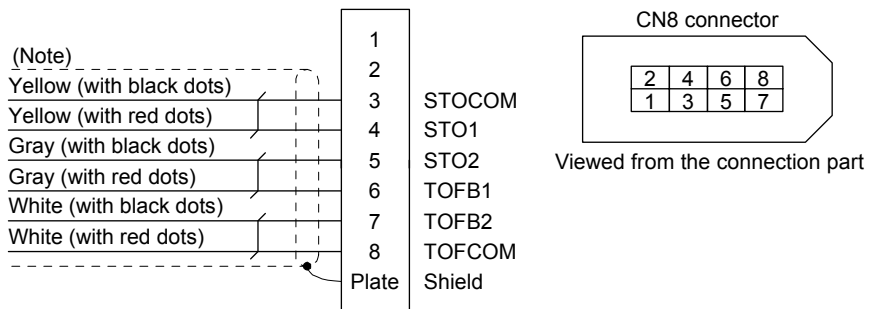 (Note)
Yellow (with black dots)
Yellow (with red dots)
Gray (with black dots)
Gray (with red dots)
White (with black dots)
White (with red dots)
1
2
3 STOCOM
4 STO1
5 STO2
6 TOFB1
7 TOFB2
8 TOFCOM
Plate Shield
CN8 connector
2 4 6 8
1 3 5 7
Viewed from the connection part